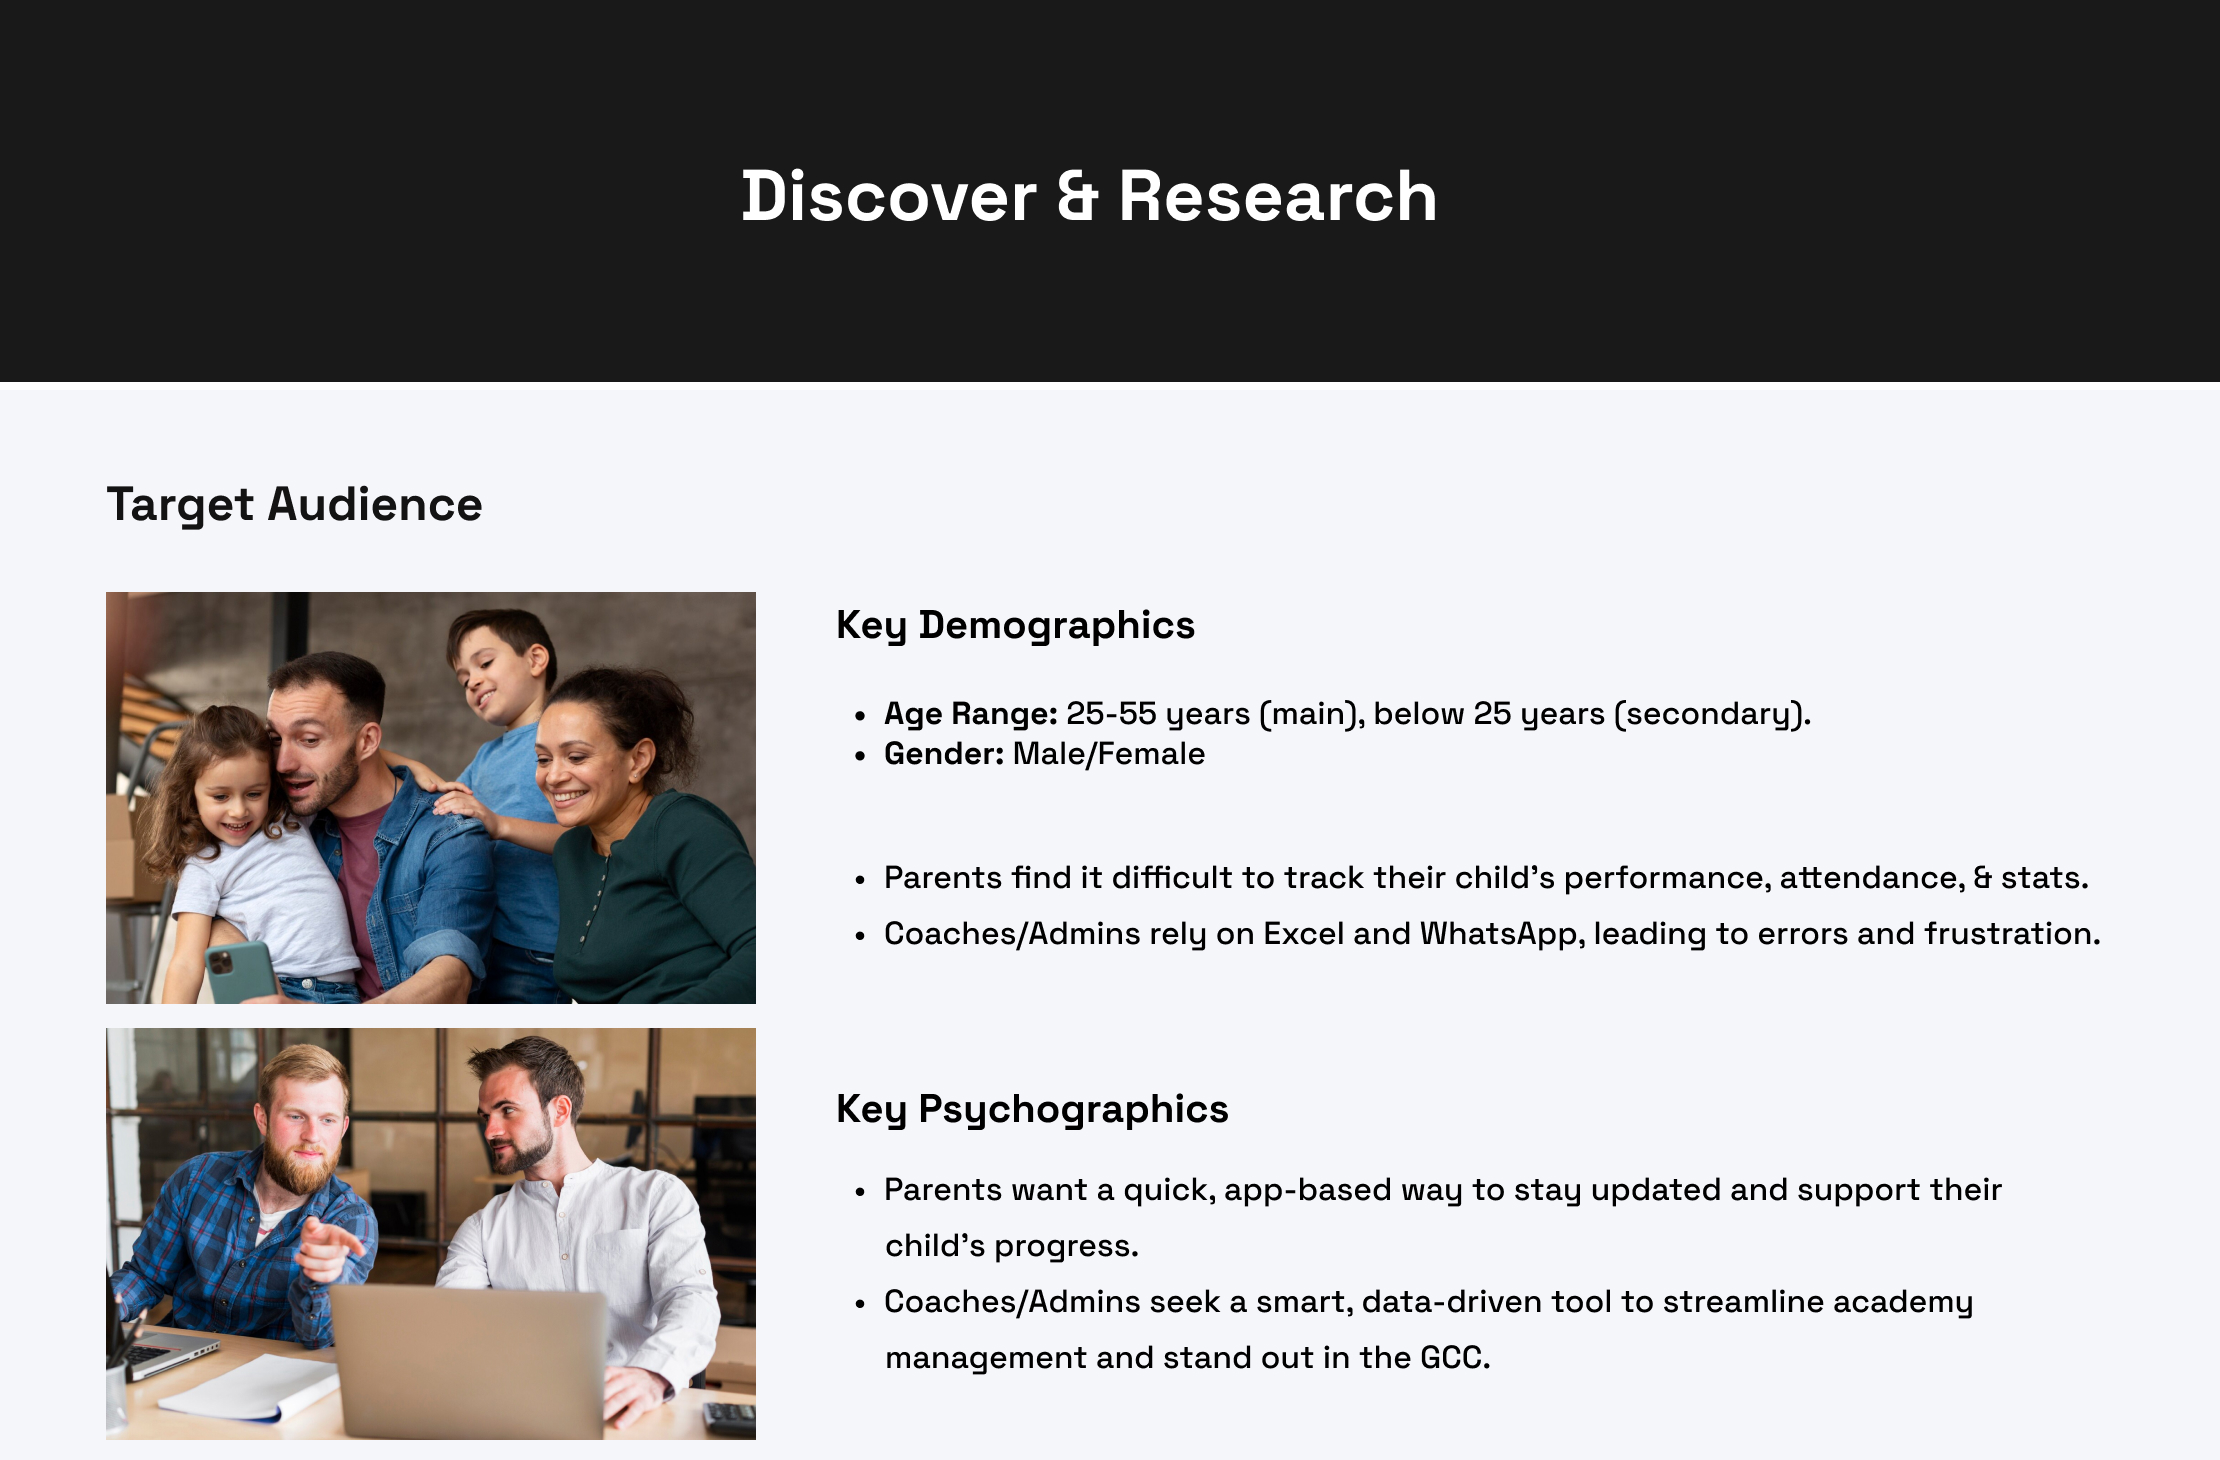 Discover & Research
Target Audience
Key Demographics
• Age Range: 25-55 years (main), below 25 years (secondary).
• Gender: Male/Female
• Parents find it difficult to track their child’s performance, attendance, & stats.
• Coaches/Admins rely on Excel and WhatsApp, leading to errors and frustration.
Key Psychographics
• Parents want a quick, app-based way to stay updated and support their
child’s progress.
• Coaches/Admins seek a smart, data-driven tool to streamline academy
management and stand out in the GCC.